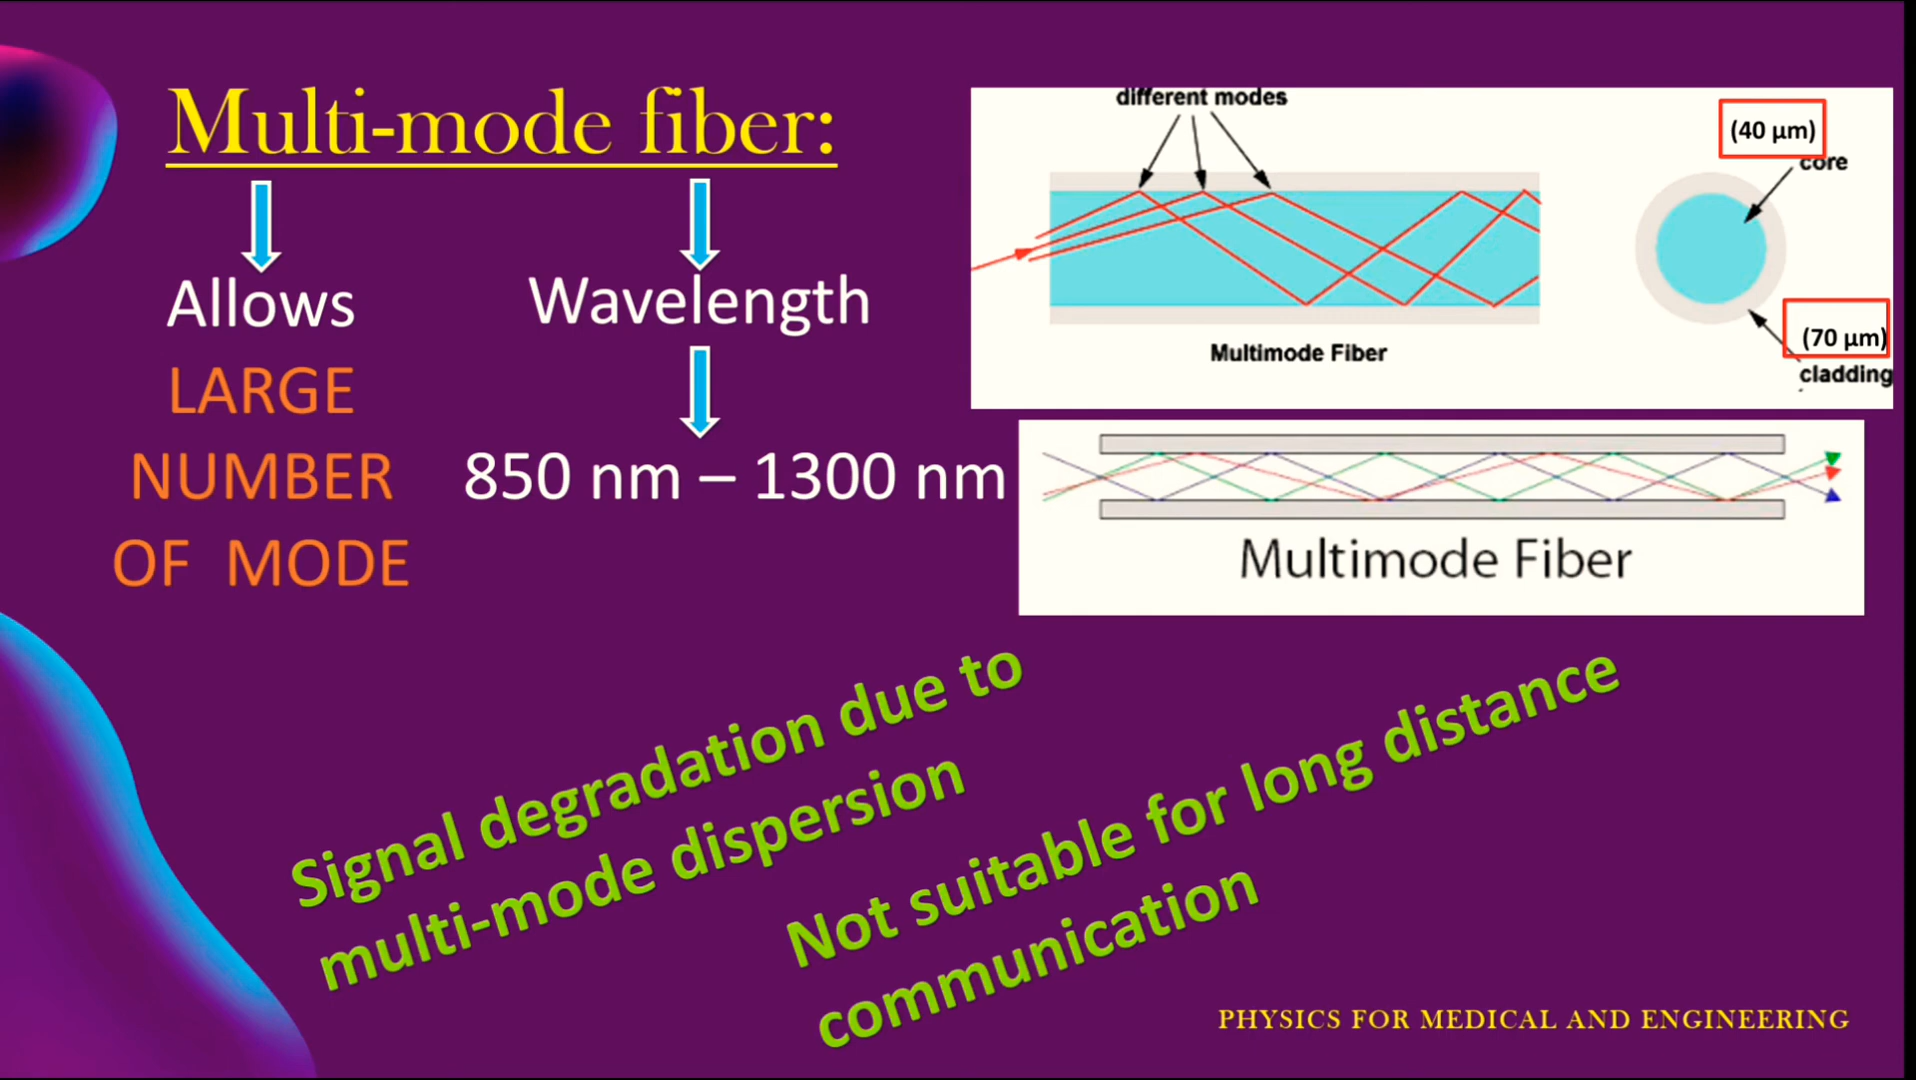 Multi-mode fiber:
Allows
LARGE
NUMBER
OF MODE
Wavelength
850 nm – 1300 nm
different modes
(40 µm)
core
(70 µm)
cladding
Multimode Fiber
Multimode Fiber
Signal degradation due to
multi-mode dispersion
Not suitable for long distance
communication
PHYSICS FOR MEDICAL AND ENGINEERING